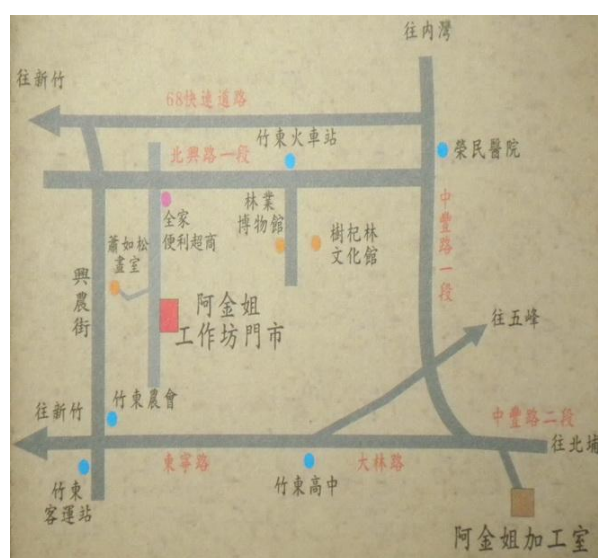 往內灣
往新竹
68快速道路
竹東火車站
榮民醫院
北興路一段
中豐路一段
林業
博物館
全家
便利超商
樹杞林
文化館
蕭如松
畫室
興農街
阿金姐
工作坊門市
往五峰
竹東農會
往新竹
中豐路二段
往北埔
東寧路
大林路
竹東高中
竹東
客運站
阿金姐加工室